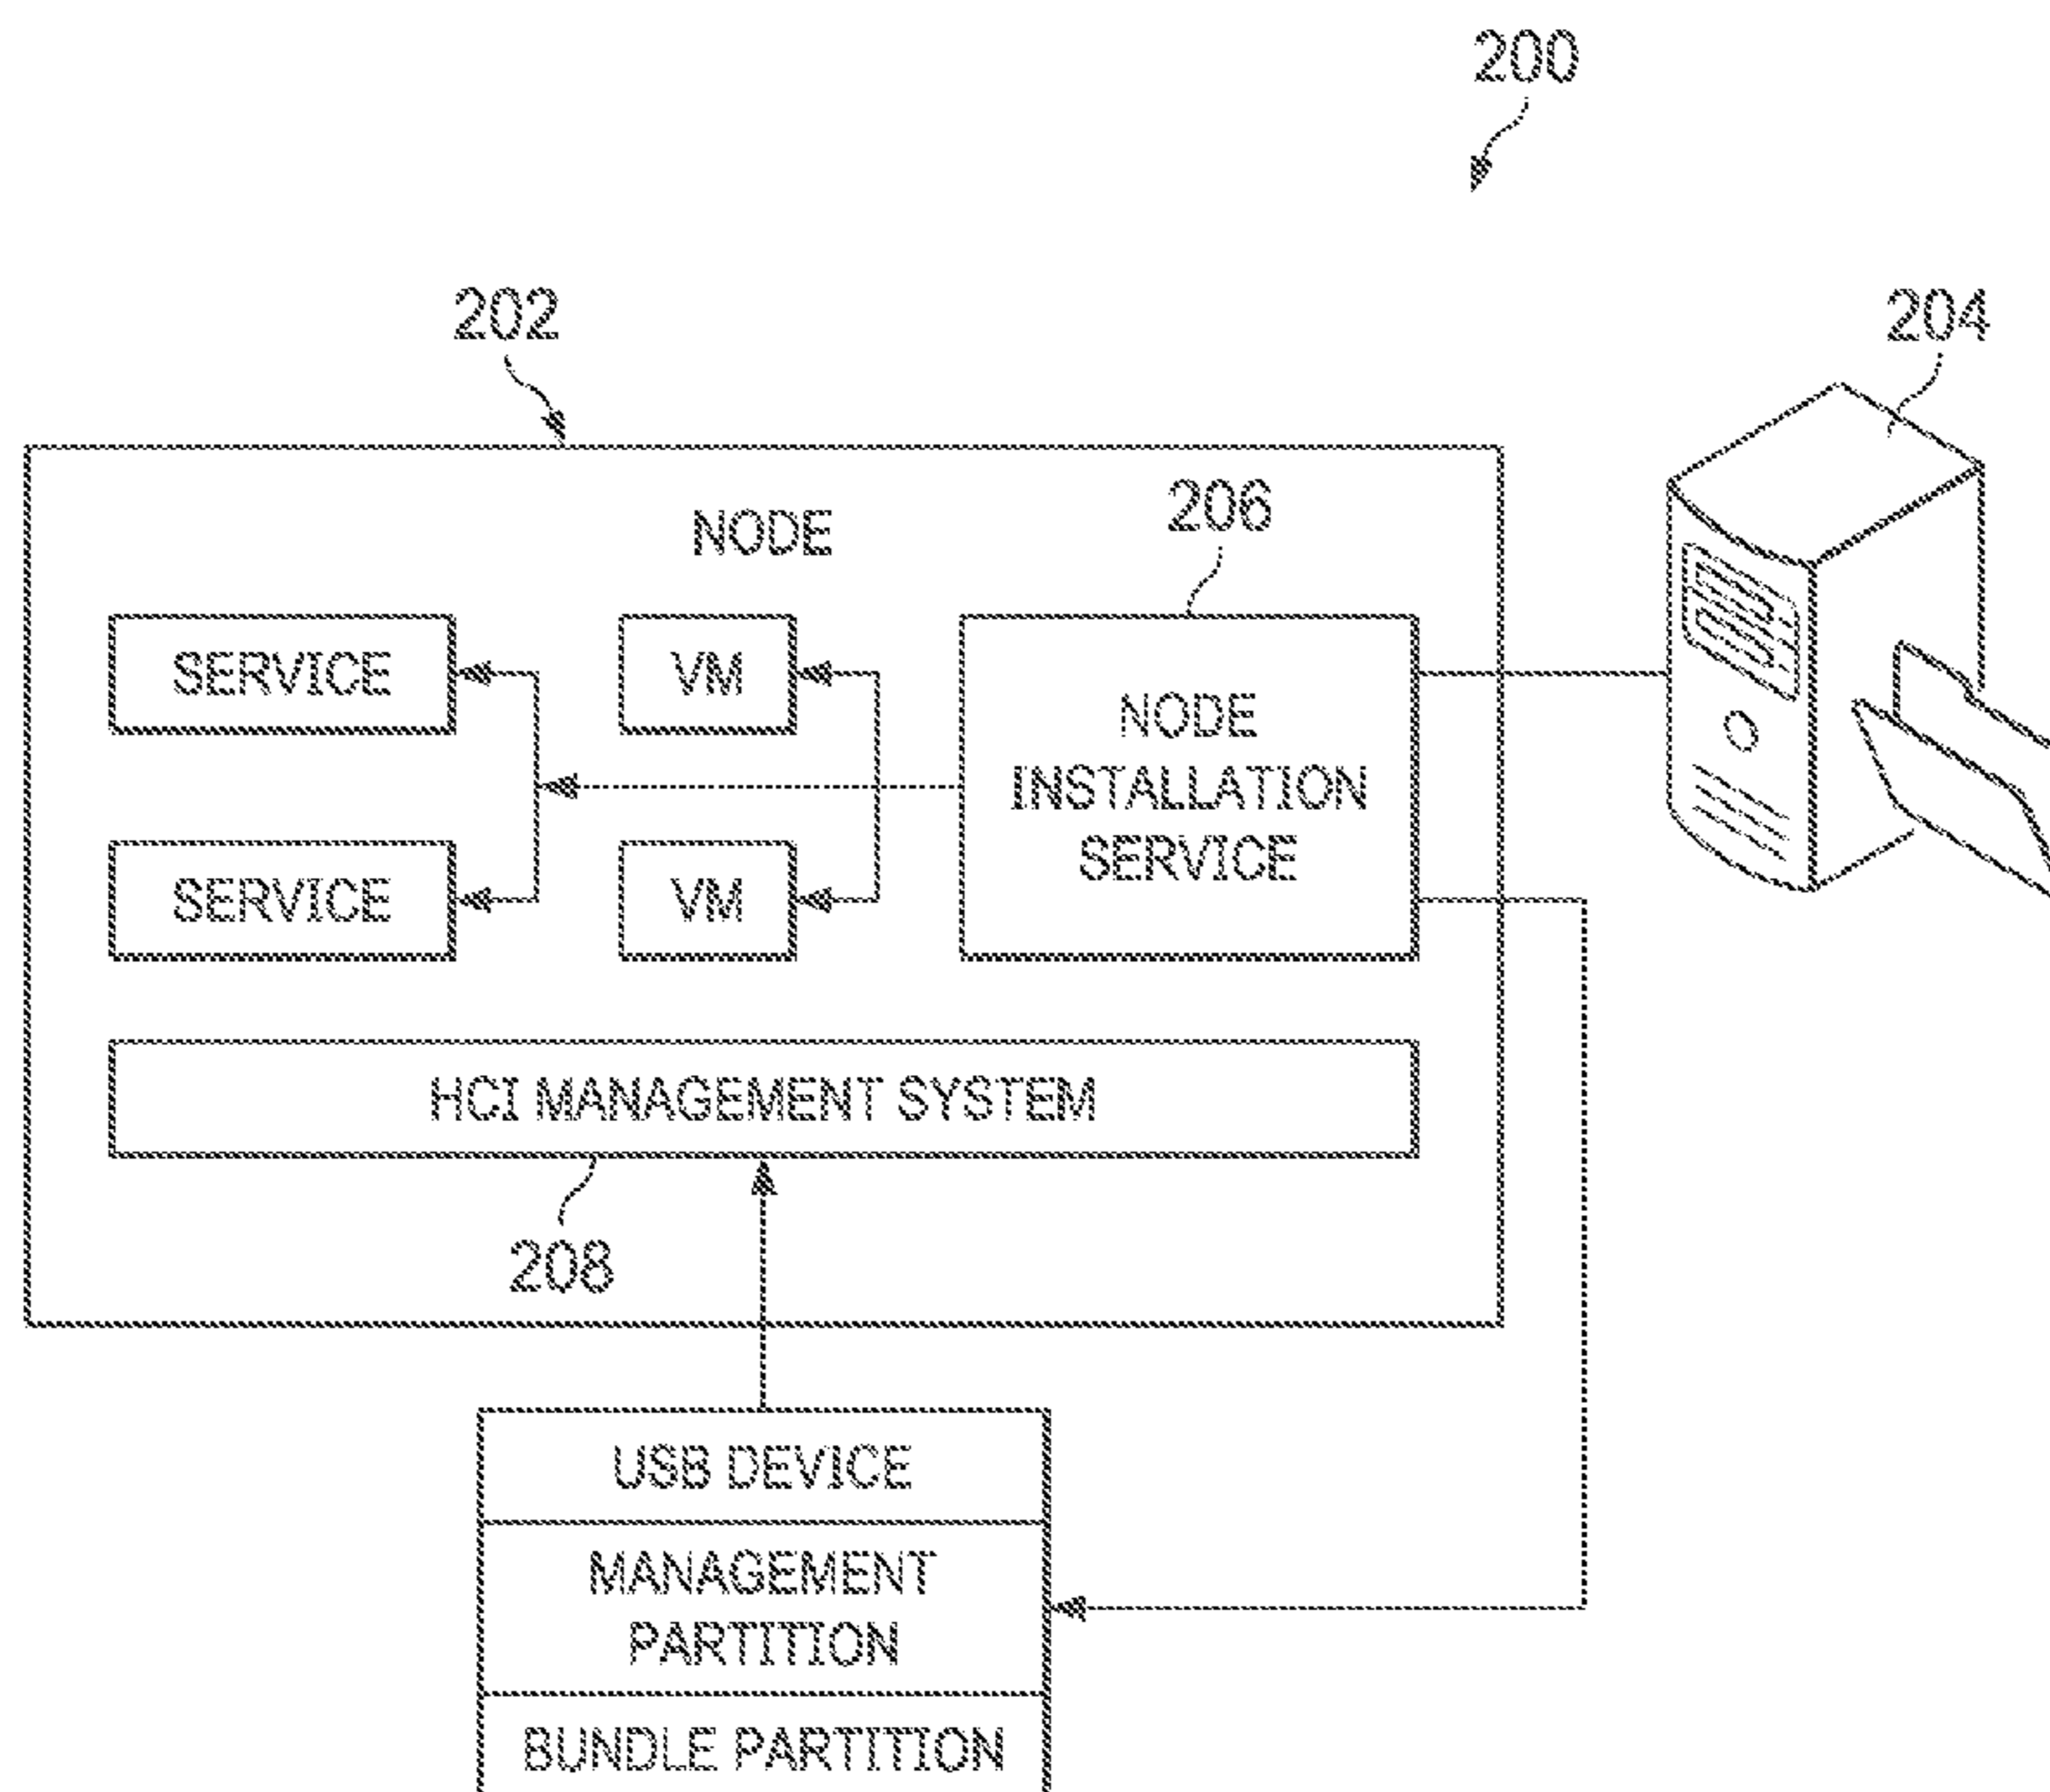 200
202
204
NODE
206
SERVICE
VM
NODE
INSTALLATION
SERVICE
SERVICE
VM
HCI MANAGEMENT SYSTEM
208
USB DEVICE
MANAGEMENT
PARTITION
BUNDLE PARTITION